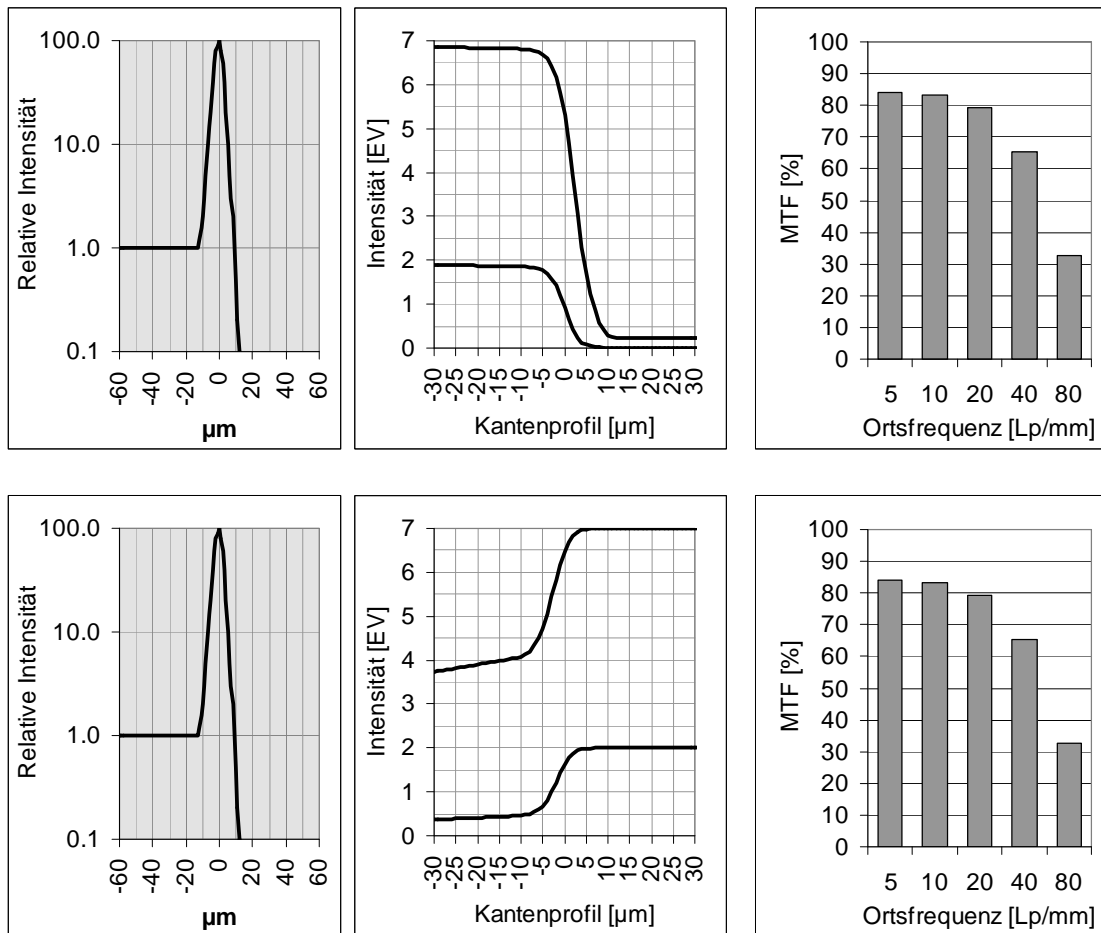 Relative Intensität
100.0
10.0
1.0
0.1
-60 -40 -20 0 20 40 60
µm
Intensität [EV]
7
6
5
4
3
2
1
0
-30 -25 -20 -15 -10 -5 0 5 10 15 20 25 30
Kantenprofil [µm]
MTF [%]
100
90
80
70
60
50
40
30
20
10
0
5 10 20 40 80
Ortsfrequenz [Lp/mm]
Relative Intensität
100.0
10.0
1.0
0.1
-60 -40 -20 0 20 40 60
µm
Intensität [EV]
7
6
5
4
3
2
1
0
-30 -25 -20 -15 -10 -5 0 5 10 15 20 25 30
Kantenprofil [µm]
MTF [%]
100
90
80
70
60
50
40
30
20
10
0
5 10 20 40 80
Ortsfrequenz [Lp/mm]